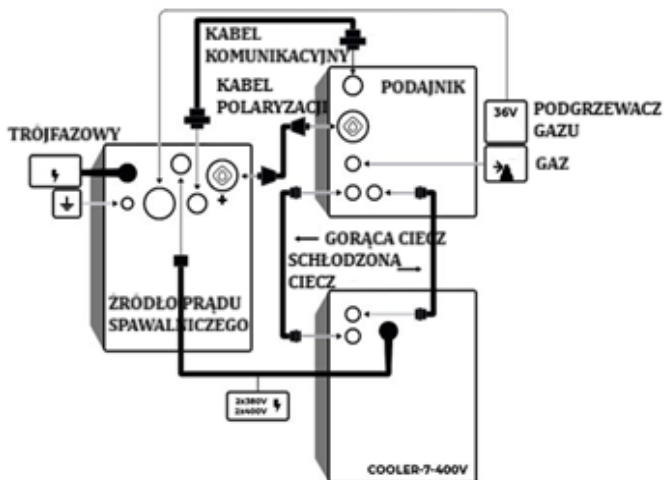 KABEL
KOMUNIKACYJNY
KABEL
POLARYZACJI
PODAJNIK
36V
PODGRZEWACZ
GAZU
GAZ
TRÓJFAZOWY
+
← GORĄCA CIECZ
SCHŁODZONA →
CIECZ
ŹRÓDŁO PRĄDU
SPAWALNICZEGO
2x380V
2x400V
COOLER-7-400V